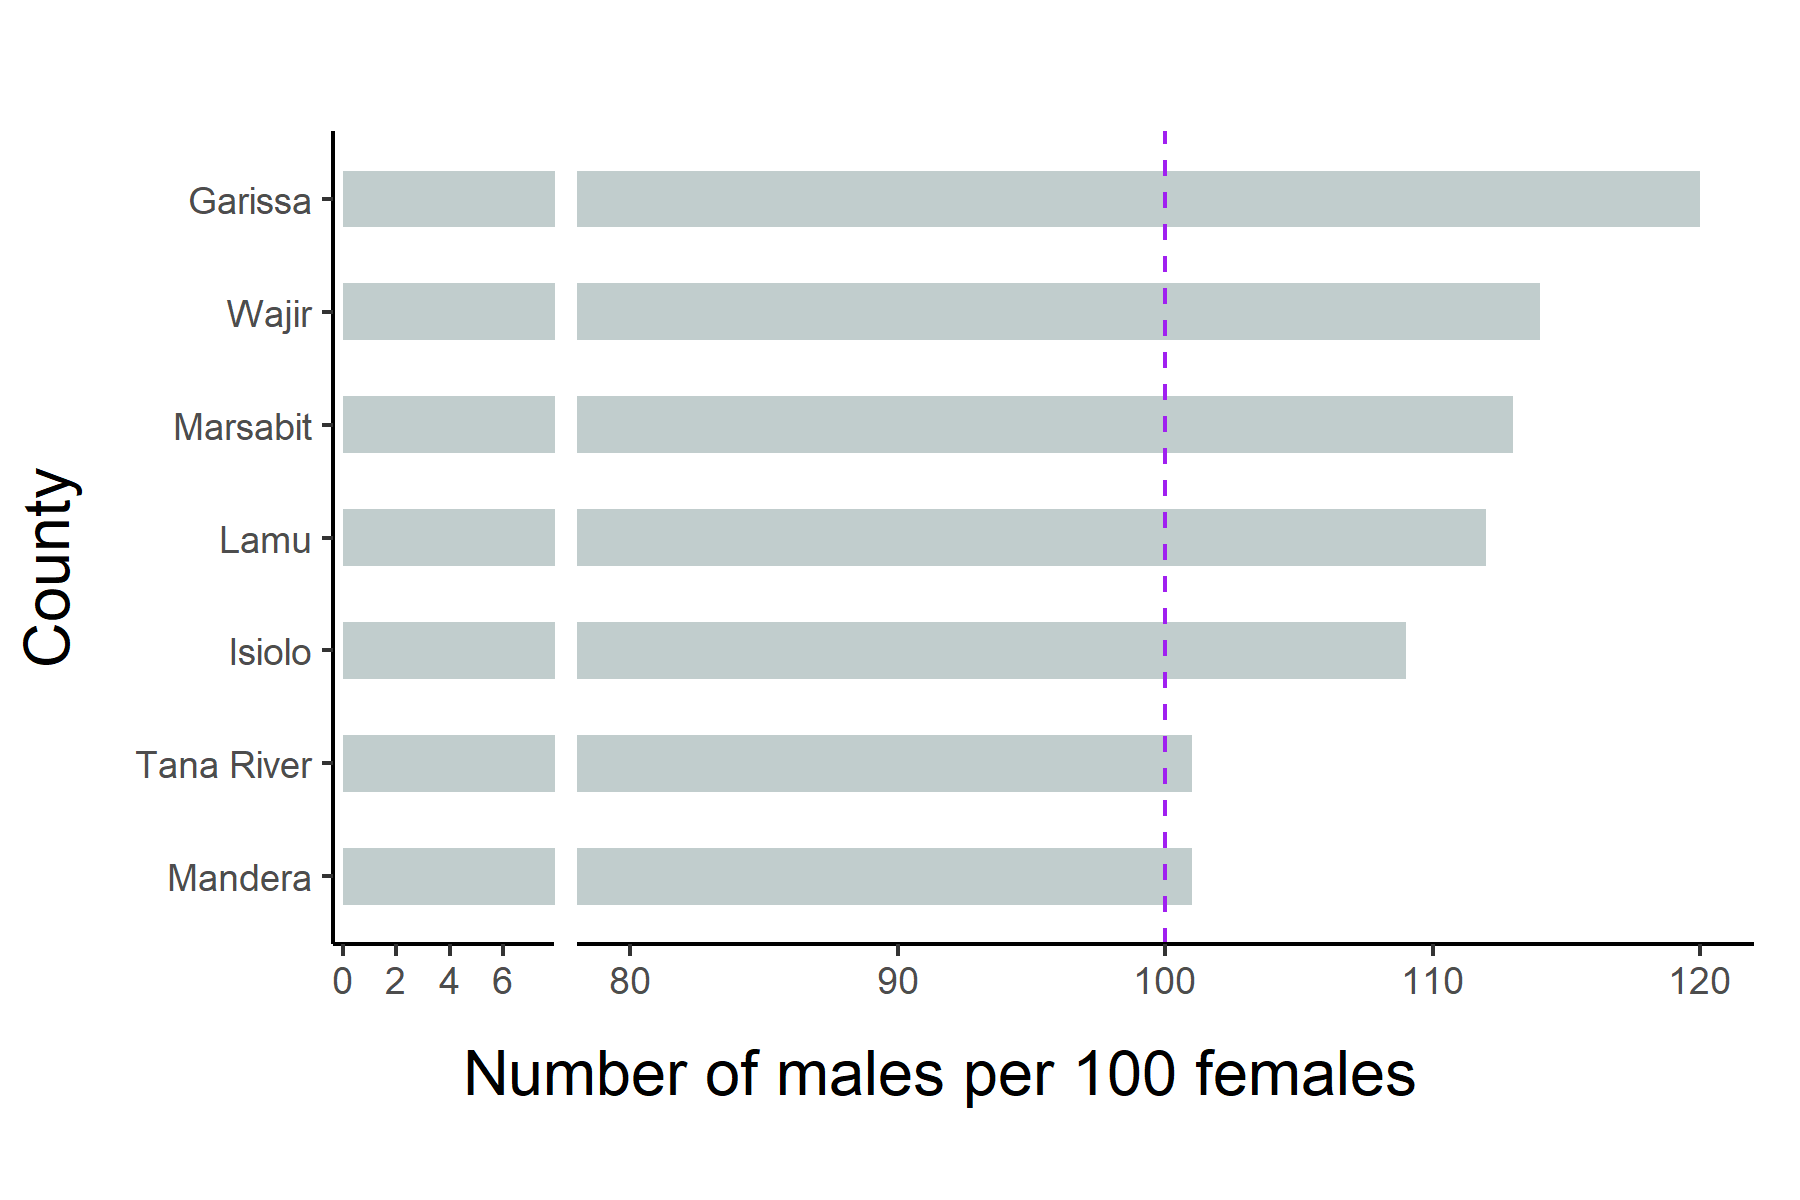 County
Garissa
Wajir
Marsabit
Lamu
Isiolo
Tana River
Mandera
0 2 4 6 80 90 100 110 120
Number of males per 100 females